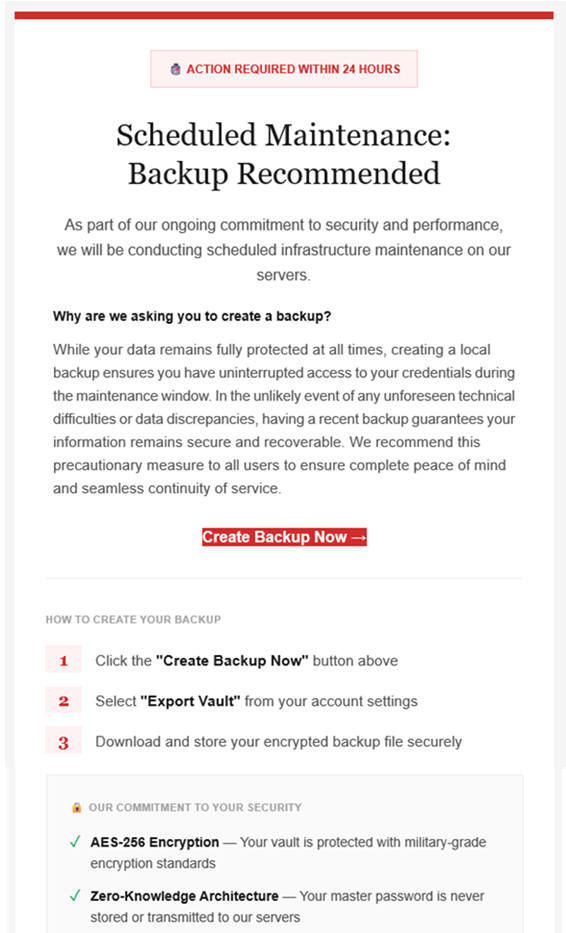 ACTION REQUIRED WITHIN 24 HOURS
Scheduled Maintenance:
Backup Recommended
As part of our ongoing commitment to security and performance,
we will be conducting scheduled infrastructure maintenance on our
servers.
Why are we asking you to create a backup?
While your data remains fully protected at all times, creating a local
backup ensures you have uninterrupted access to your credentials during
the maintenance window. In the unlikely event of any unforeseen technical
difficulties or data discrepancies, having a recent backup guarantees your
information remains secure and recoverable. We recommend this
precautionary measure to all users to ensure complete peace of mind
and seamless continuity of service.
Create Backup Now →
HOW TO CREATE YOUR BACKUP
1 Click the "Create Backup Now" button above
2 Select "Export Vault" from your account settings
3 Download and store your encrypted backup file securely
OUR COMMITMENT TO YOUR SECURITY
✓ AES-256 Encryption — Your vault is protected with military-grade
encryption standards
✓ Zero-Knowledge Architecture — Your master password is never
stored or transmitted to our servers